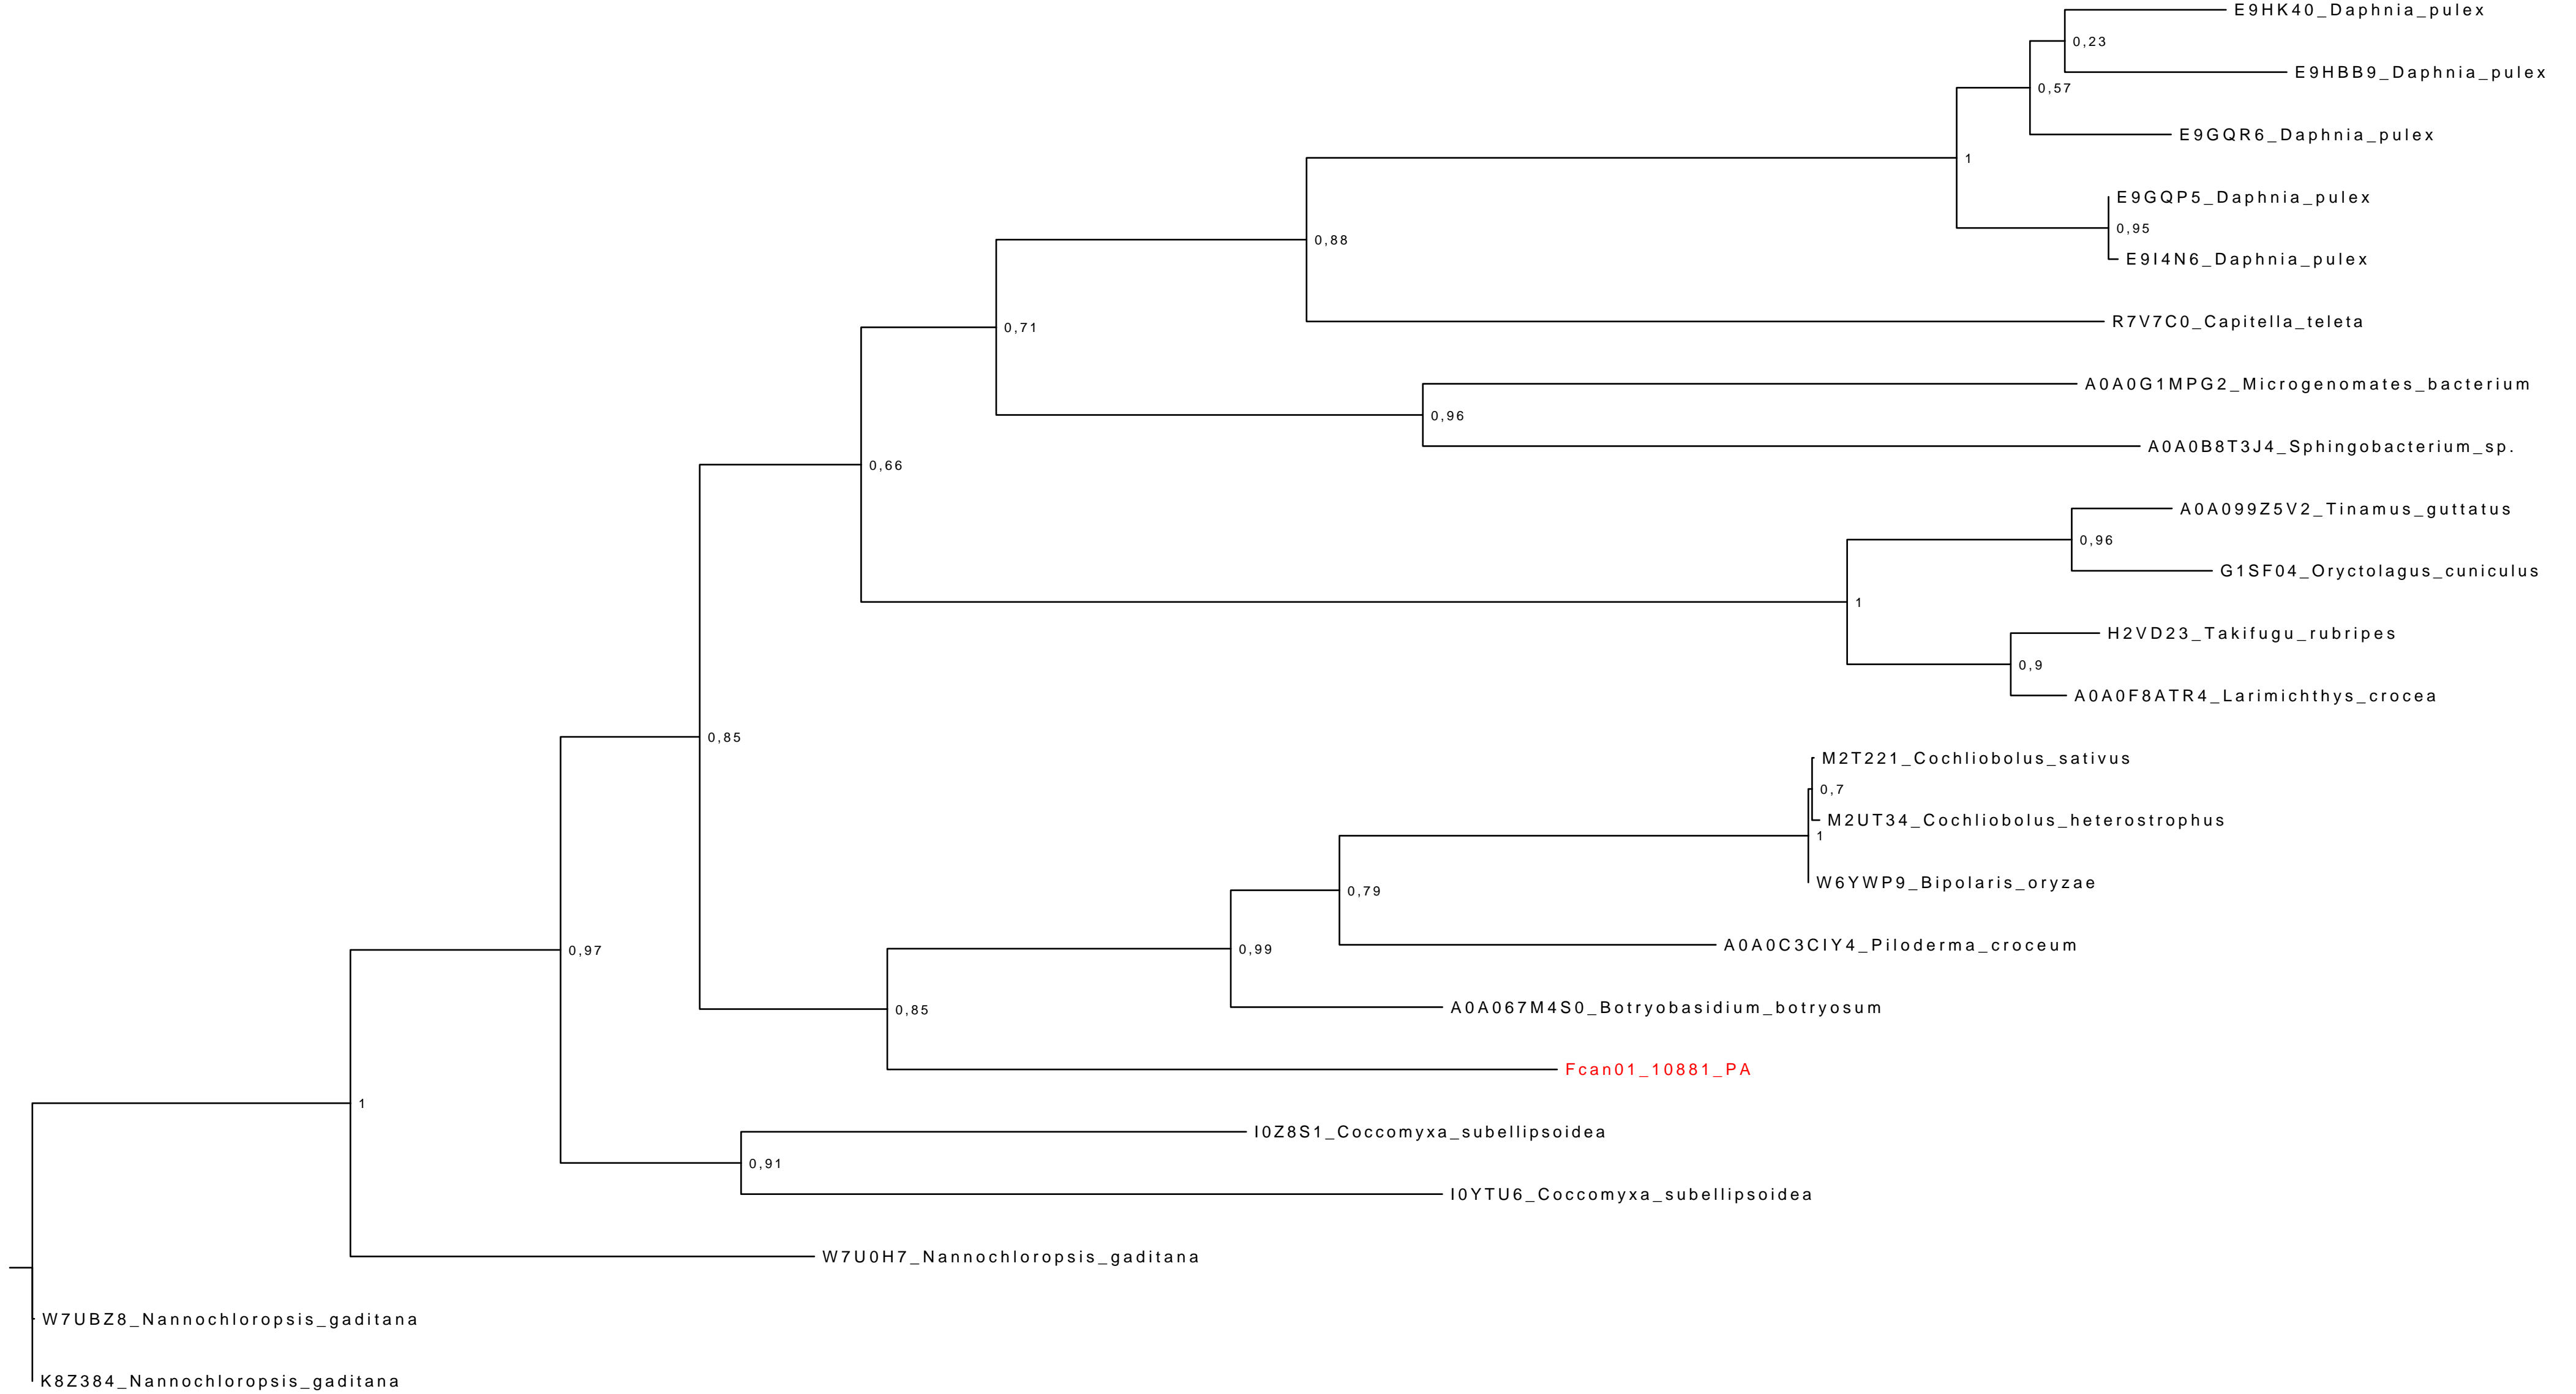 E9HK40_Daphnia_pulex
0,23
E9HBB9_Daphnia_pulex
0,57
E9GQR6_Daphnia_pulex
1
E9GQP5_Daphnia_pulex
0,95
E9I4N6_Daphnia_pulex
0,88
R7V7C0_Capitella_teleta
0,71
A0A0G1MPG2_Microgenomates_bacterium
0,96
A0A0B8T3J4_Sphingobacterium_sp.
0,66
A0A099Z5V2_Tinamus_guttatus
0,96
G1SF04_Oryctolagus_cuniculus
1
H2VD23_Takifugu_rubripes
0,9
A0A0F8ATR4_Larimichthys_crocea
0,85
M2T221_Cochliobolus_sativus
0,7
M2UT34_Cochliobolus_heterostrophus
1
W6YWP9_Bipolaris_oryzae
0,79
A0A0C3CIY4_Piloderma_croceum
0,99
0,97
A0A067M4S0_Botryobasidium_botryosum
0,85
Fcan01_10881_PA
1
I0Z8S1_Coccomyxa_subellipsoidea
0,91
I0YTU6_Coccomyxa_subellipsoidea
W7U0H7_Nannochloropsis_gaditana
W7UBZ8_Nannochloropsis_gaditana
K8Z384_Nannochloropsis_gaditana